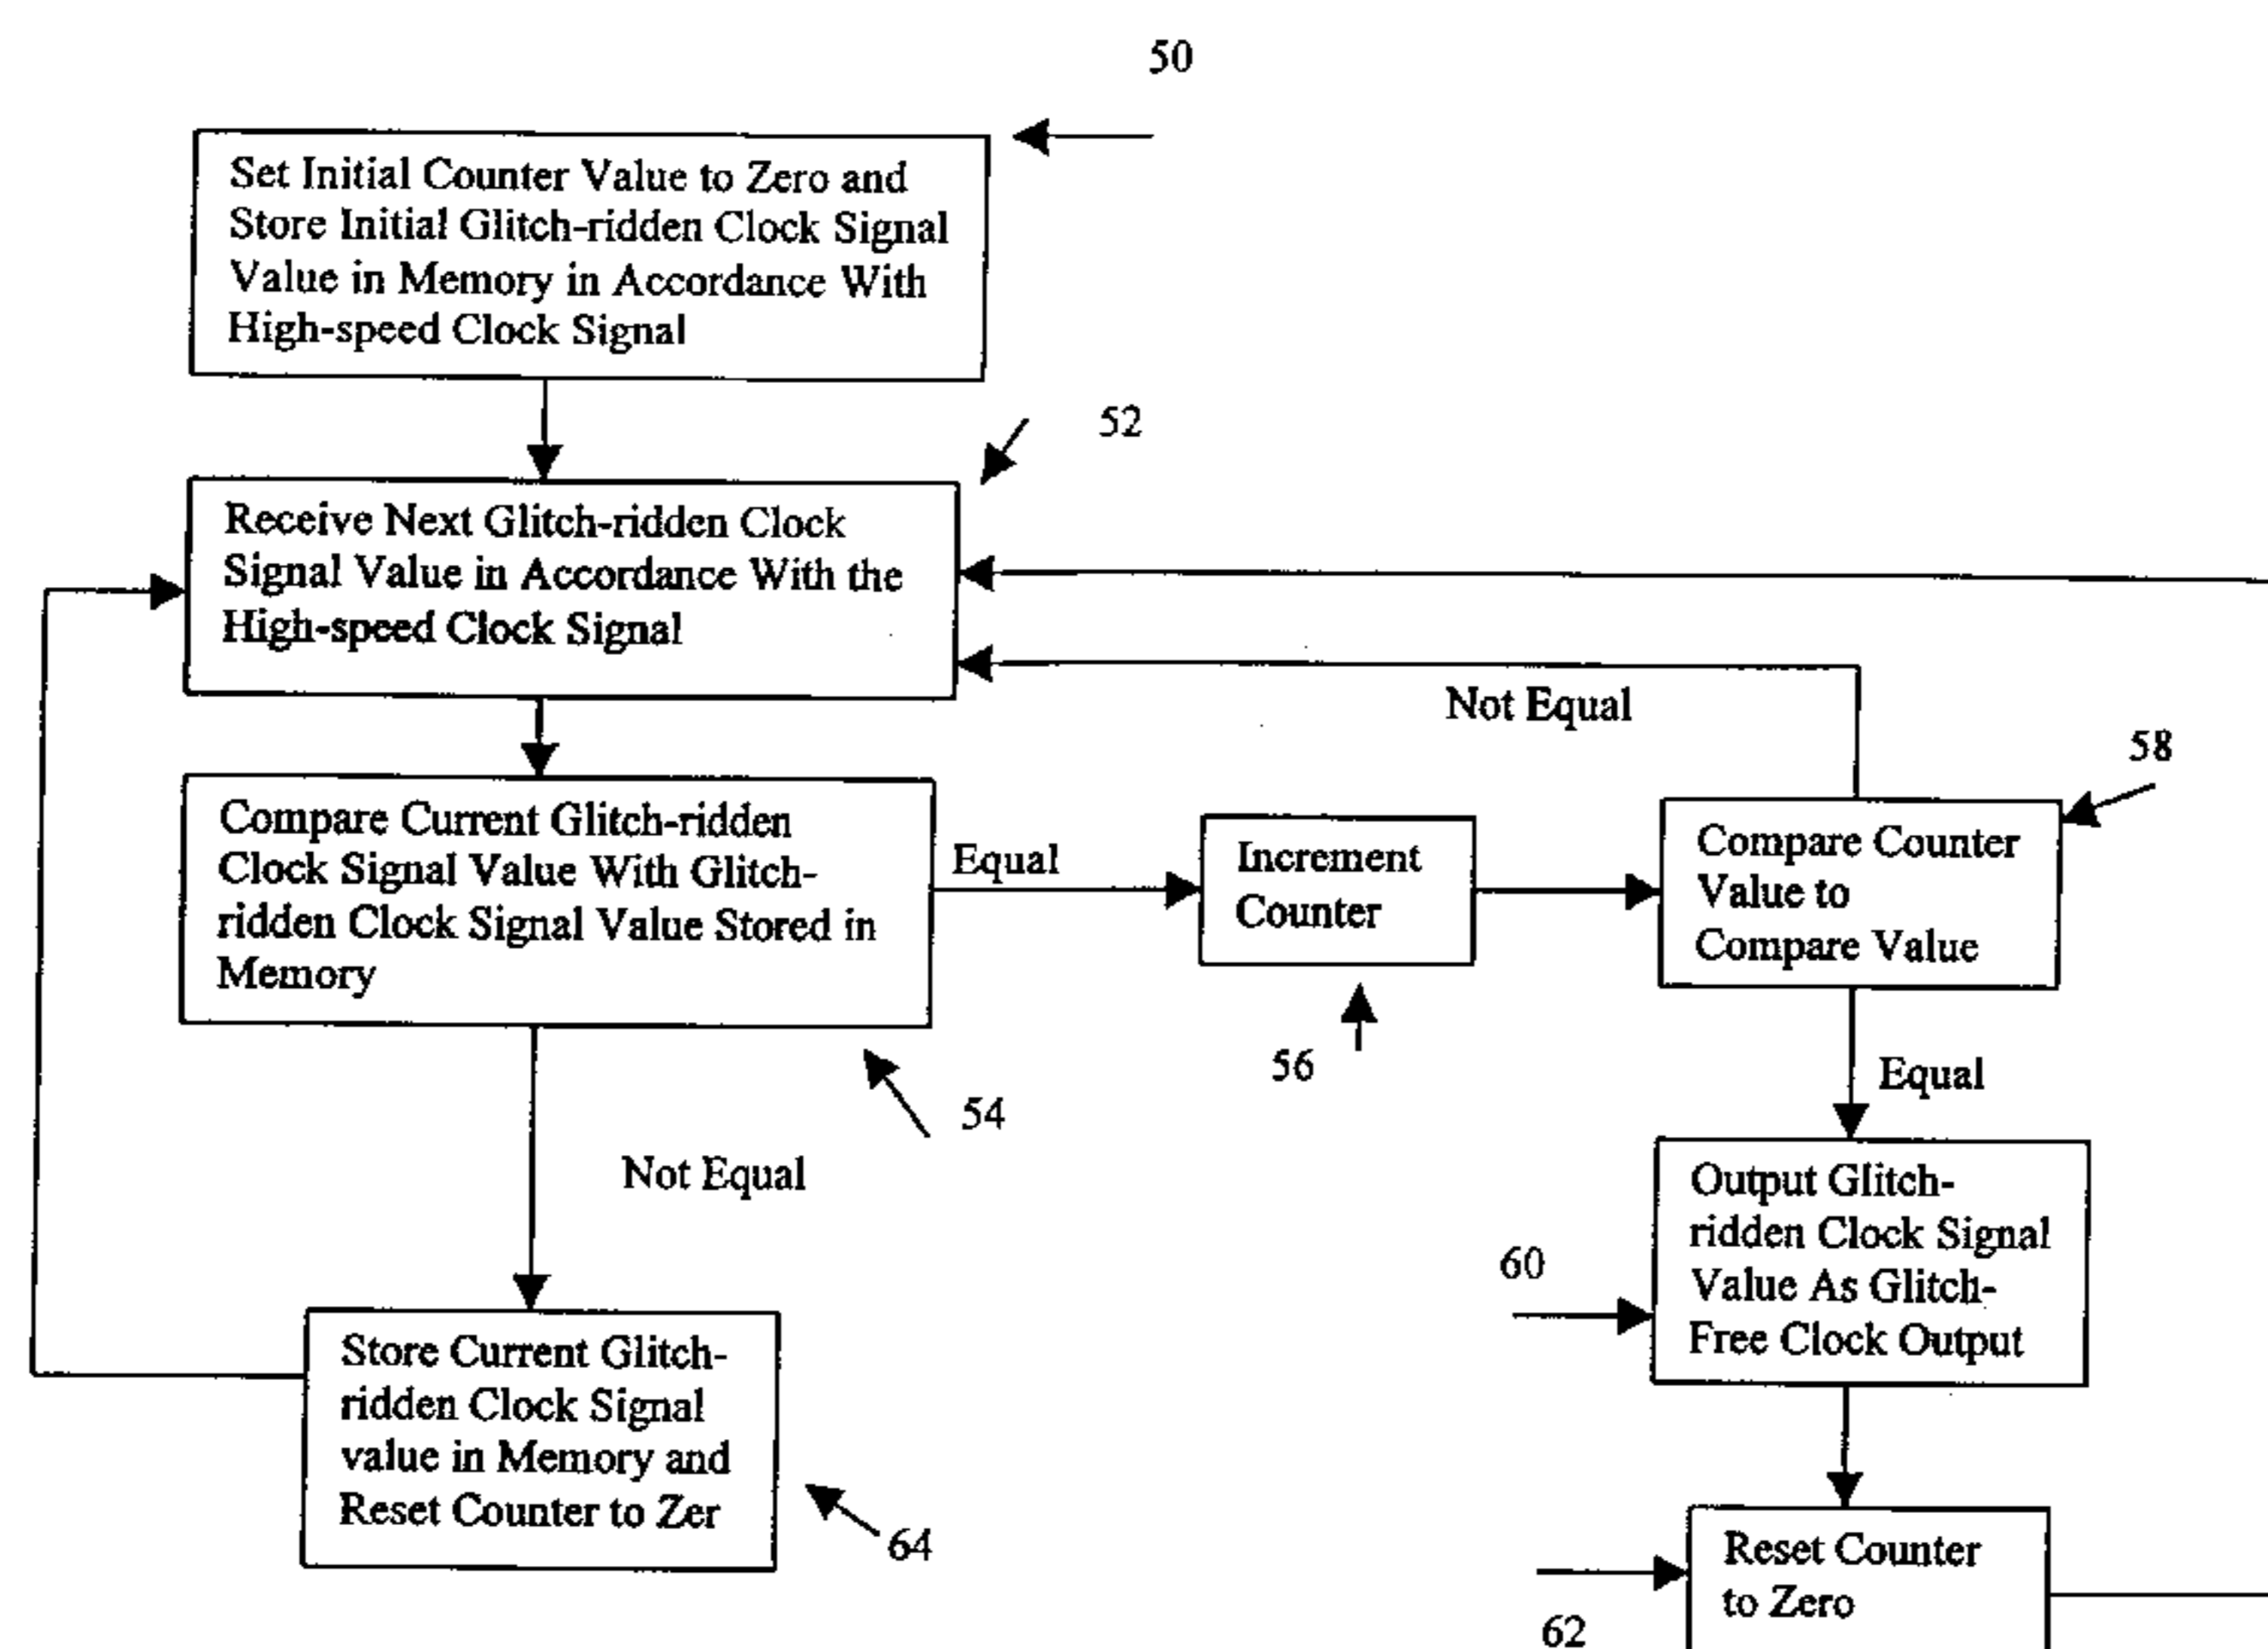 50
Set Initial Counter Value to Zero and
Store Initial Glitch-ridden Clock Signal
Value in Memory in Accordance With
High-speed Clock Signal
52
Receive Next Glitch-ridden Clock
Signal Value in Accordance With the
High-speed Clock Signal
Not Equal
58
Compare Current Glitch-ridden
Clock Signal Value With Glitch-
ridden Clock Signal Value Stored in
Memory
Equal
Increment
Counter
56
Compare Counter
Value to
Compare Value
54
Equal
Not Equal
Output Glitch-
ridden Clock Signal
Value As Glitch-
Free Clock Output
60
Store Current Glitch-
ridden Clock Signal
value in Memory and
Reset Counter to Zer
64
Reset Counter
to Zero
62